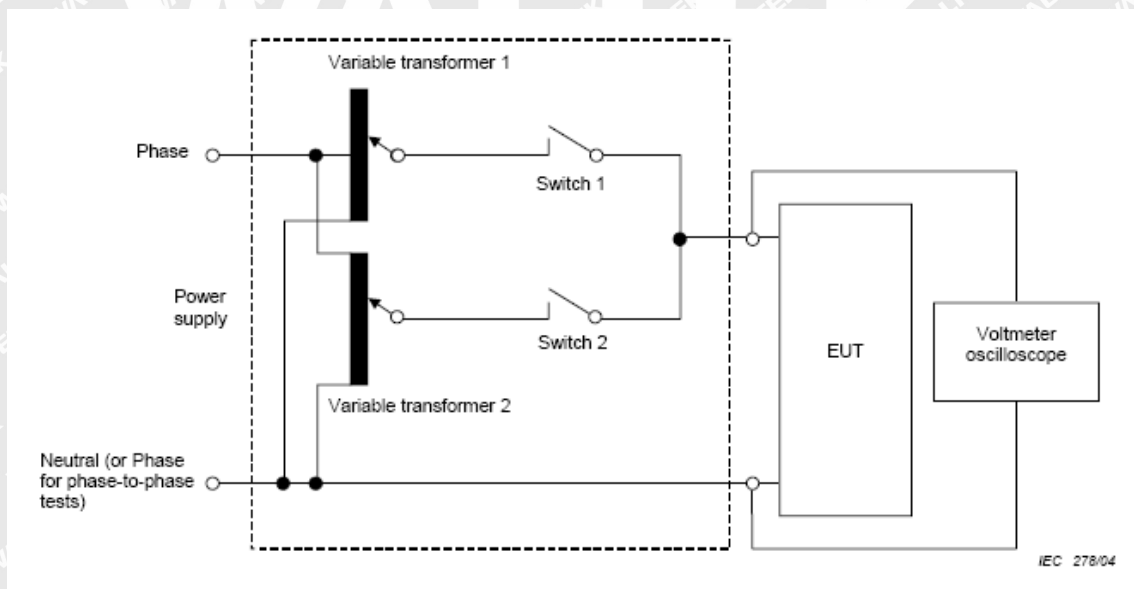 Variable transformer 1
Phase
Switch 1
Power
supply
Switch 2
EUT
Voltmeter
oscilloscope
Variable transformer 2
Neutral (or Phase
for phase-to-phase
tests)
IEC 278/04